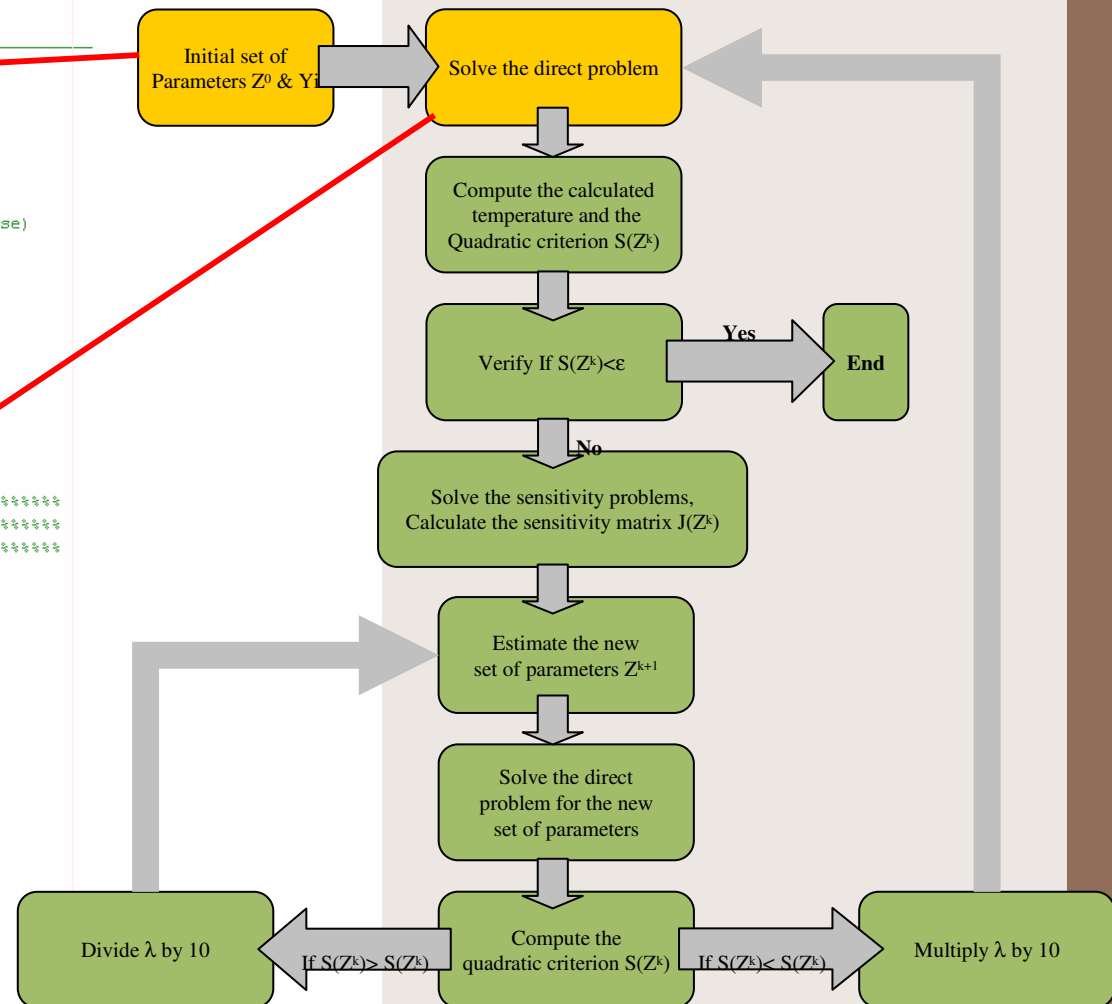 Initial set of
Parameters Z⁰ & Yi
Solve the direct problem
Compute the calculated
temperature and the
Quadratic criterion S(Zᵏ)
se)
Verify If S(Zᵏ)<ε
Yes
End
No
Solve the sensitivity problems,
Calculate the sensitivity matrix J(Zᵏ)
%%%%%%
%%%%%%
%%%%%%
Estimate the new
set of parameters Zᵏ⁺¹
Solve the direct
problem for the new
set of parameters
Divide λ by 10
If S(Zᵏ)> S(Zᵏ)
Compute the
quadratic criterion S(Zᵏ)
If S(Zᵏ)< S(Zᵏ)
Multiply λ by 10